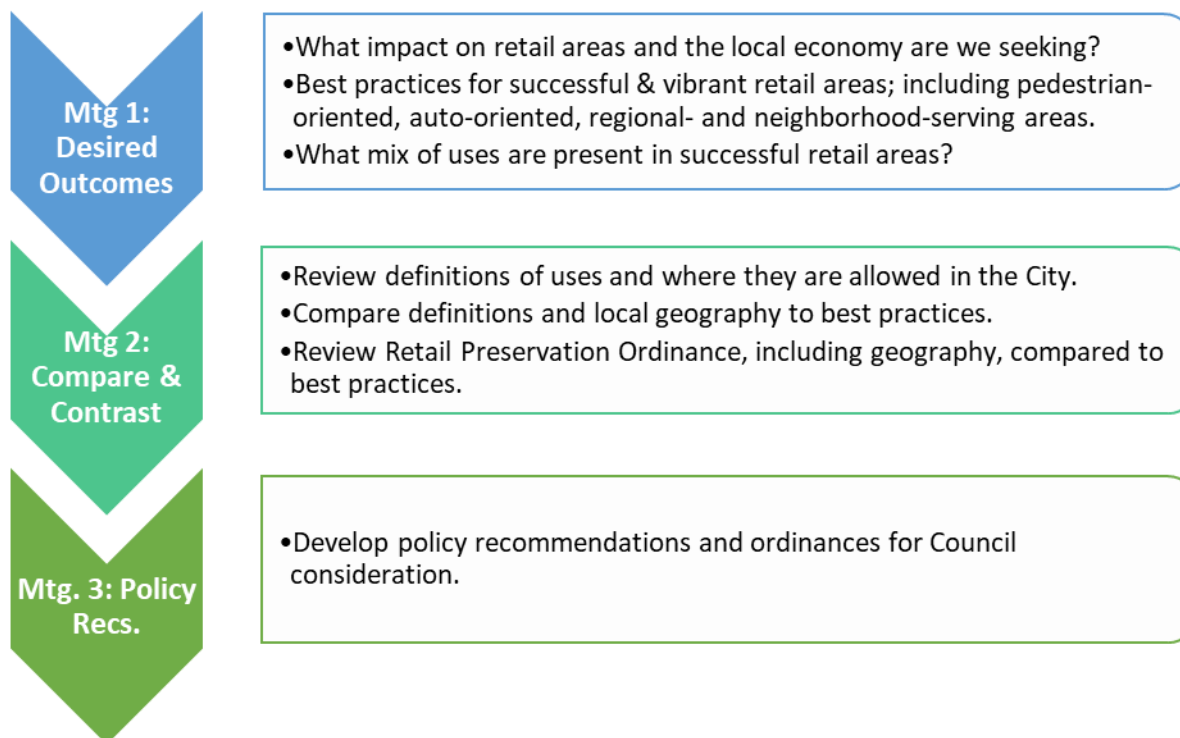 Mtg 1:
Desired
Outcomes
•What impact on retail areas and the local economy are we seeking?
•Best practices for successful & vibrant retail areas; including pedestrian-
oriented, auto-oriented, regional- and neighborhood-serving areas.
•What mix of uses are present in successful retail areas?
Mtg 2:
Compare &
Contrast
•Review definitions of uses and where they are allowed in the City.
•Compare definitions and local geography to best practices.
•Review Retail Preservation Ordinance, including geography, compared to
best practices.
Mtg. 3: Policy
Recs.
•Develop policy recommendations and ordinances for Council
consideration.